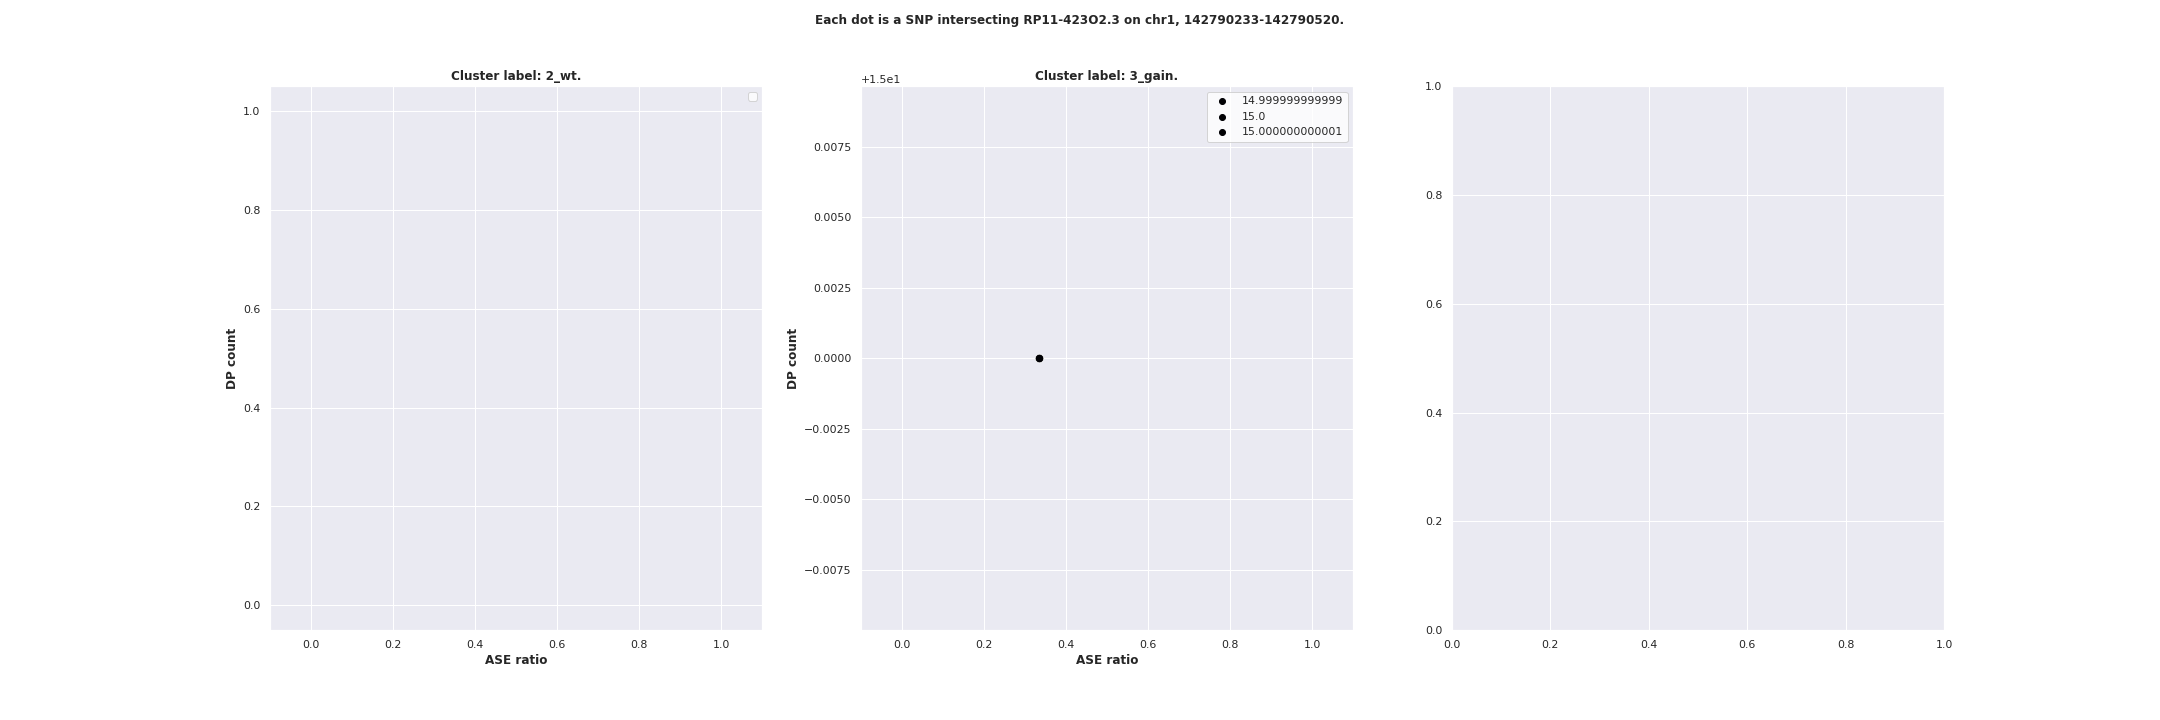 Each dot is a SNP intersecting RP11-423O2.3 on chr1, 142790233-142790520.
Cluster label: 2_wt.
1.0
0.8
0.6
0.4
0.2
0.0
DP count
0.0 0.2 0.4 0.6 0.8 1.0
ASE ratio
Cluster label: 3_gain.
+1.5e1
14.999999999999
15.0
15.000000000001
0.0075
0.0050
0.0025
0.0000
−0.0025
−0.0050
−0.0075
DP count
0.0 0.2 0.4 0.6 0.8 1.0
ASE ratio
1.0
0.8
0.6
0.4
0.2
0.0
0.0 0.2 0.4 0.6 0.8 1.0